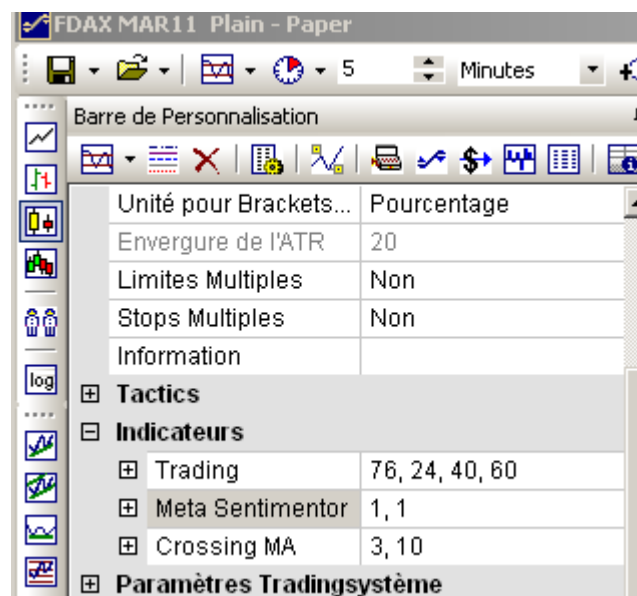 FDAX MAR11 Plain - Paper
5 Minutes
Barre de Personnalisation
Unité pour Brackets... Pourcentage
Envergure de l'ATR 20
Limites Multiples Non
Stops Multiples Non
Information
log
Tactics
Indicateurs
Trading 76, 24, 40, 60
Meta Sentimentor 1, 1
Crossing MA 3, 10
Paramètres Tradingsystème